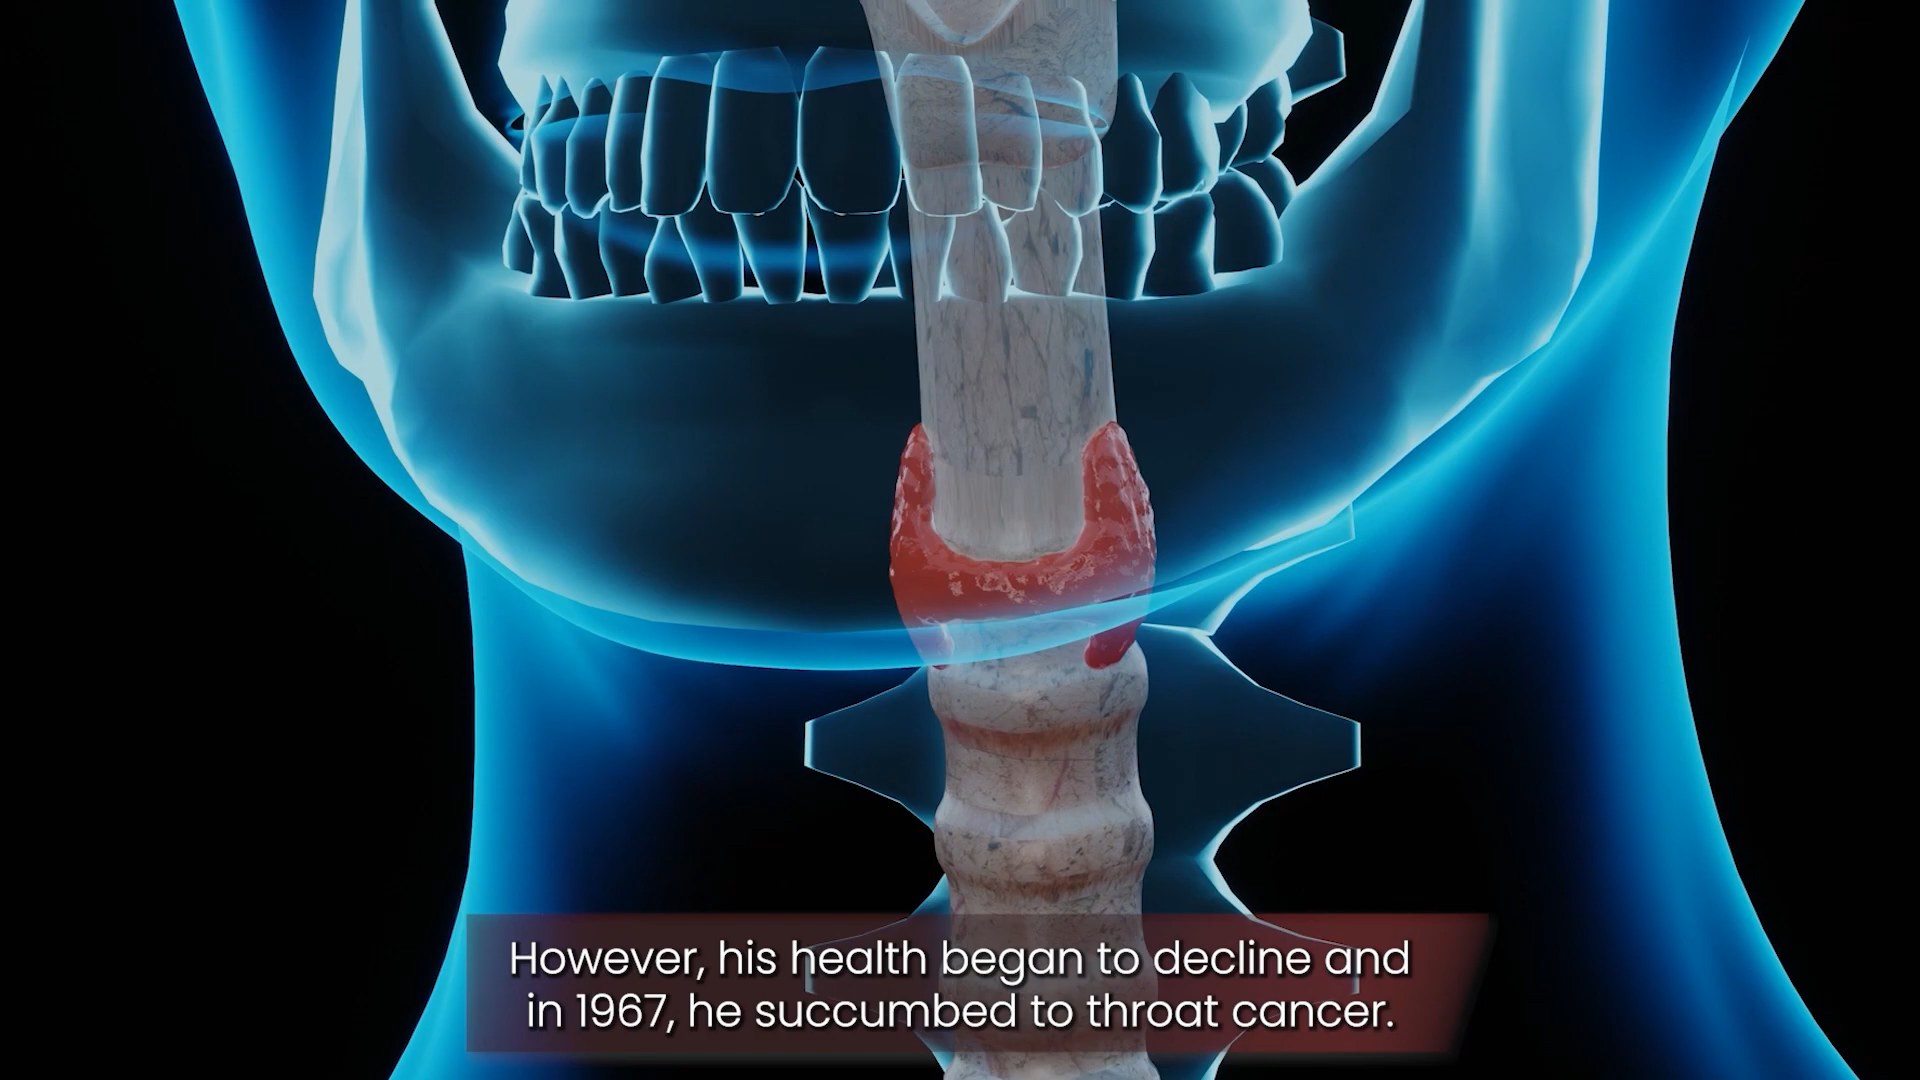 However, his health began to decline and
in 1967, he succumbed to throat cancer.